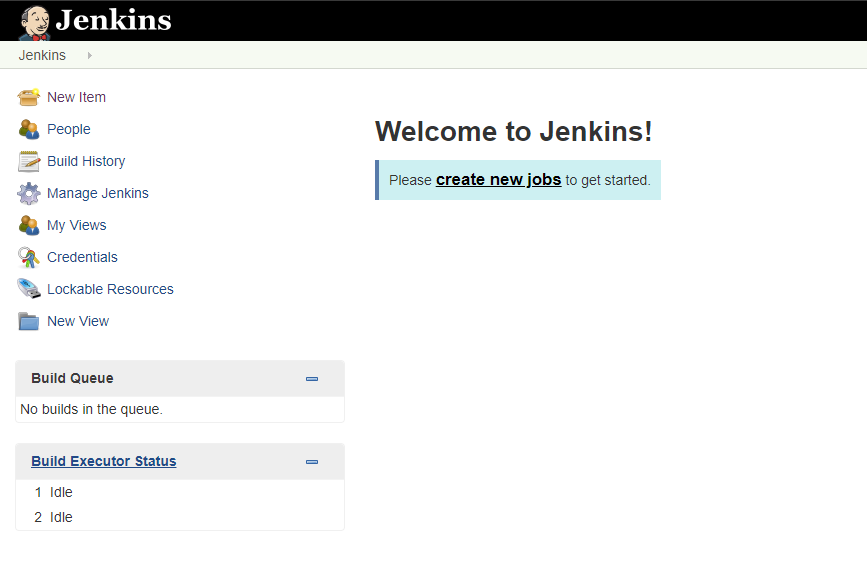 Jenkins
Jenkins
New Item
People
Build History
Manage Jenkins
My Views
Credentials
Lockable Resources
New View
Build Queue
No builds in the queue.
Build Executor Status
1 Idle
2 Idle
Welcome to Jenkins!
Please create new jobs to get started.